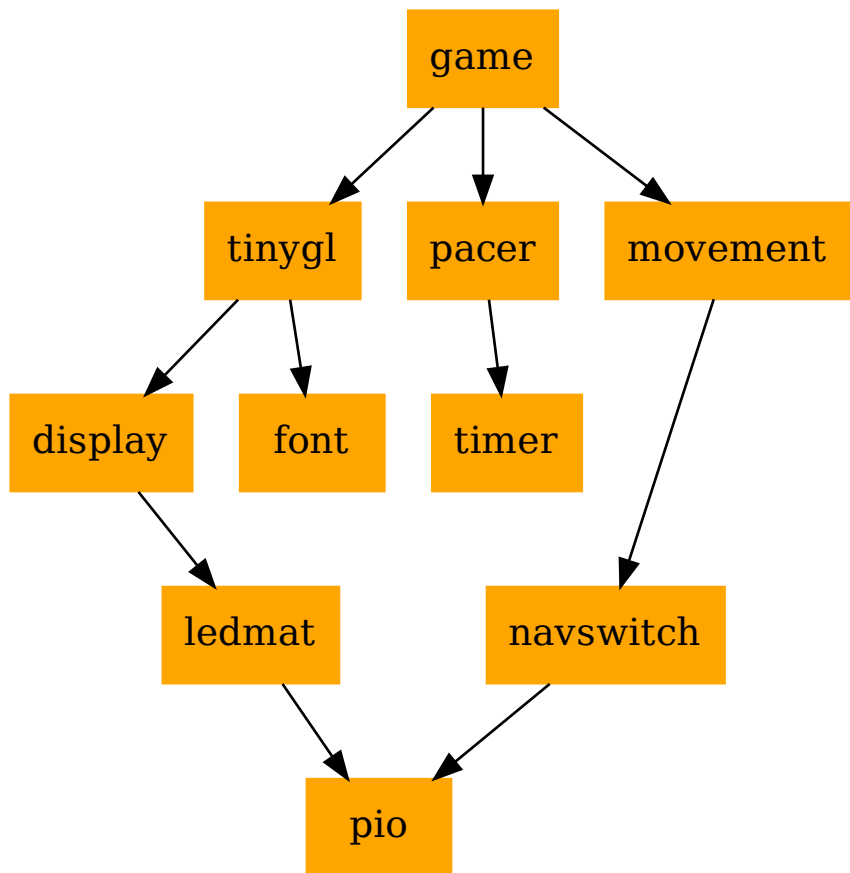 game
tinygl
pacer
movement
display
font
timer
ledmat
navswitch
pio